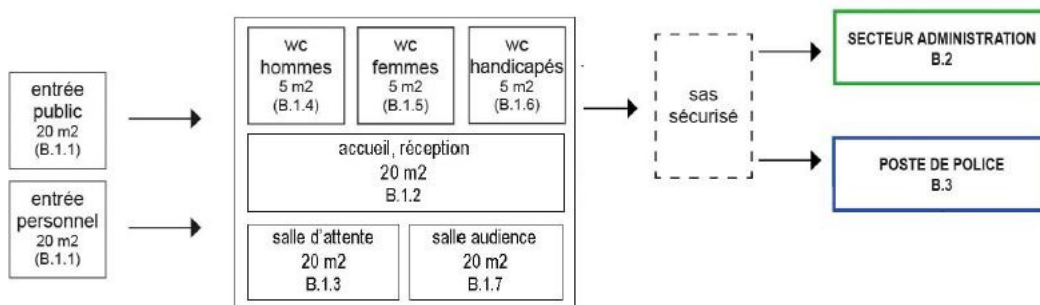 entrée
public
20 m2
(B.1.1)
entrée
personnel
20 m2
(B.1.1)
wc
hommes
5 m2
(B.1.4)
wc
femmes
5 m2
(B.1.5)
wc
handicapés
5 m2
(B.1.6)
accueil, réception
20 m2
B.1.2
salle d'attente
20 m2
B.1.3
salle audience
20 m2
B.1.7
sas
sécurisé
SECTEUR ADMINISTRATION
B.2
POSTE DE POLICE
B.3